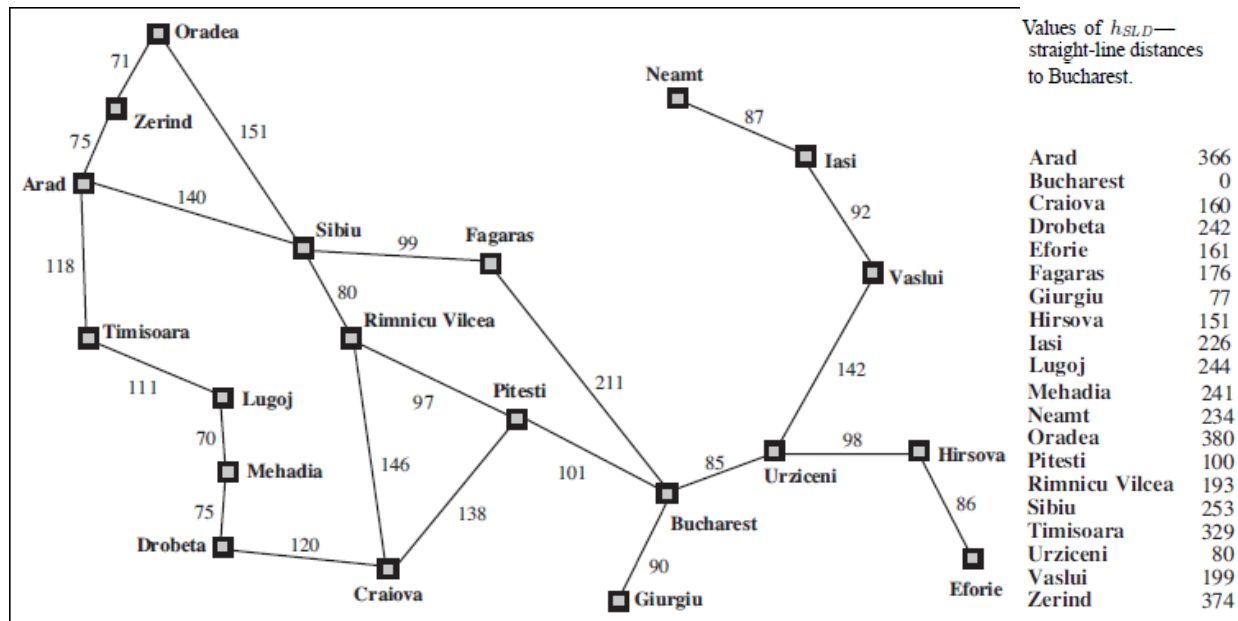 Oradea
71
Neamt
87
Zerind
75
151
Iasi
Arad
140
92
Sibiu
99
Fagaras
118
80
Vaslui
Timisoara
Rimnicu Vilcea
111
142
211
Lugoj
97
Pitesti
70
98
Hirsova
146
85
Mehadia
101
Urziceni
86
75
138
Bucharest
Drobeta
120
90
Craiova
Giurgiu
Eforie
Values of hSLD—
straight-line distances
to Bucharest.
Arad 366
Bucharest 0
Craiova 160
Drobeta 242
Eforie 161
Fagaras 176
Giurgiu 77
Hirsova 151
Iasi 226
Lugoj 244
Mehadia 241
Neamt 234
Oradea 380
Pitesti 100
Rimnicu Vilcea 193
Sibiu 253
Timisoara 329
Urziceni 80
Vaslui 199
Zerind 374